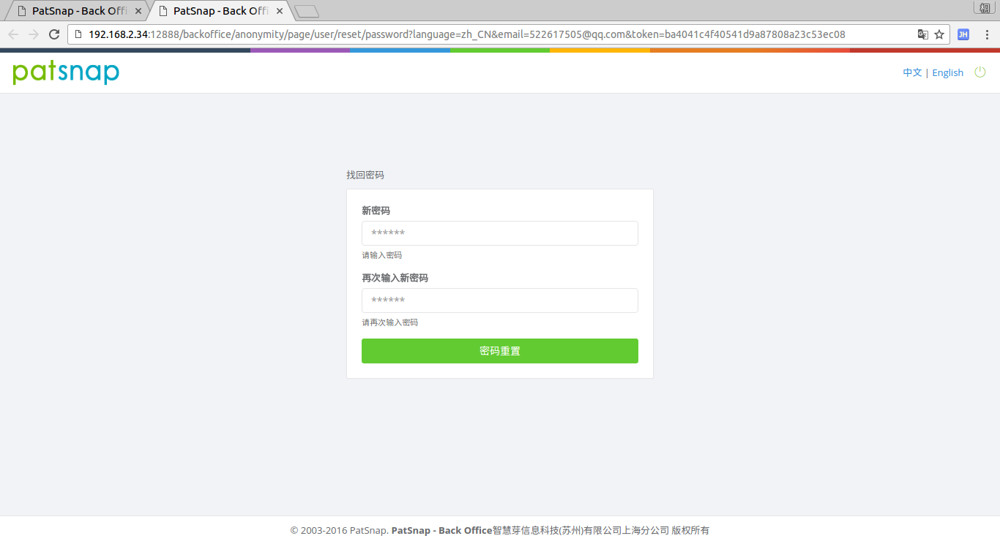 PatSnap - Back Offi
PatSnap - Back Offi
192.168.2.34:12888/backoffice/anonymity/page/user/reset/password?language=zh_CN&email=522617505@qq.com&token=ba4041c4f40541d9a87808a23c53ec08
JH
patsnap
中文 | English
找回密码
新密码
******
请输入密码
再次输入新密码
******
请再次输入密码
密码重置
© 2003-2016 PatSnap. PatSnap - Back Office智慧芽信息科技(苏州)有限公司上海分公司 版权所有